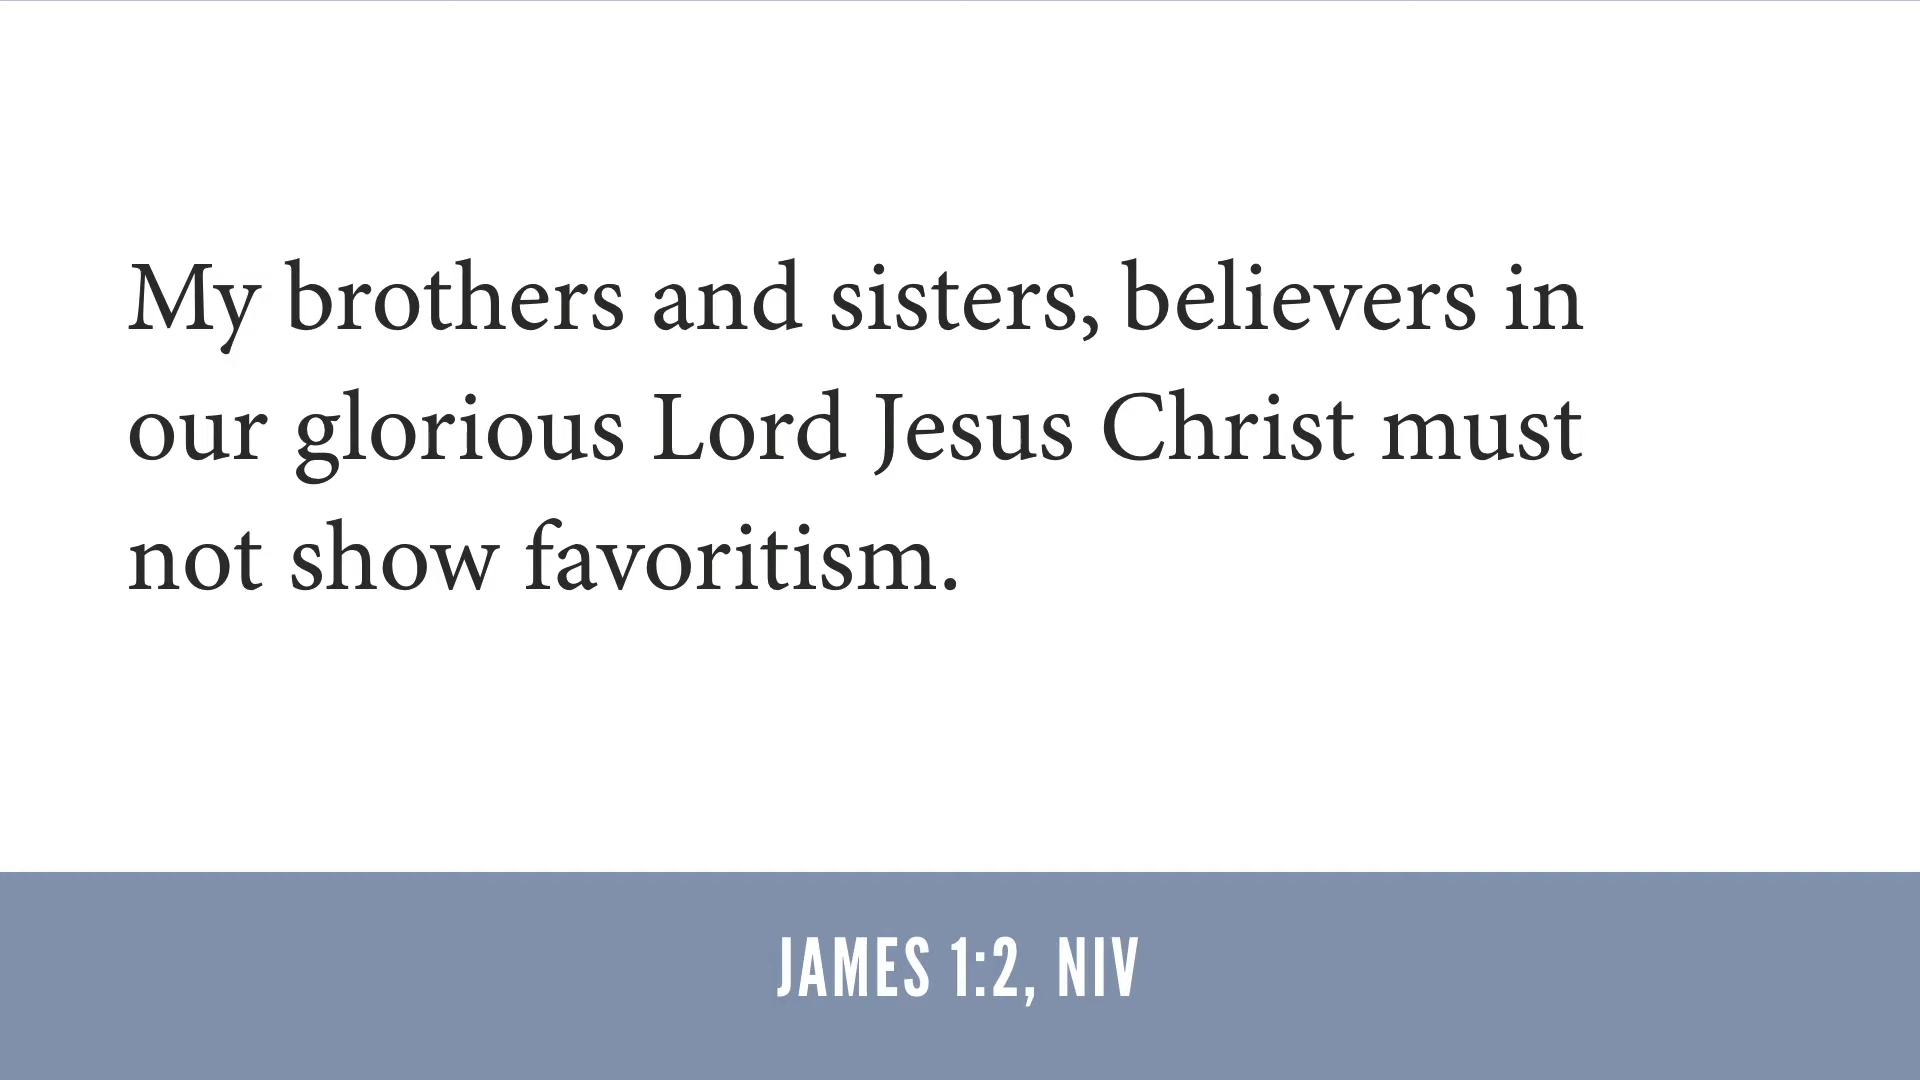 My brothers and sisters, believers in
our glorious Lord Jesus Christ must
not show favoritism.
JAMES 1:2, NIV